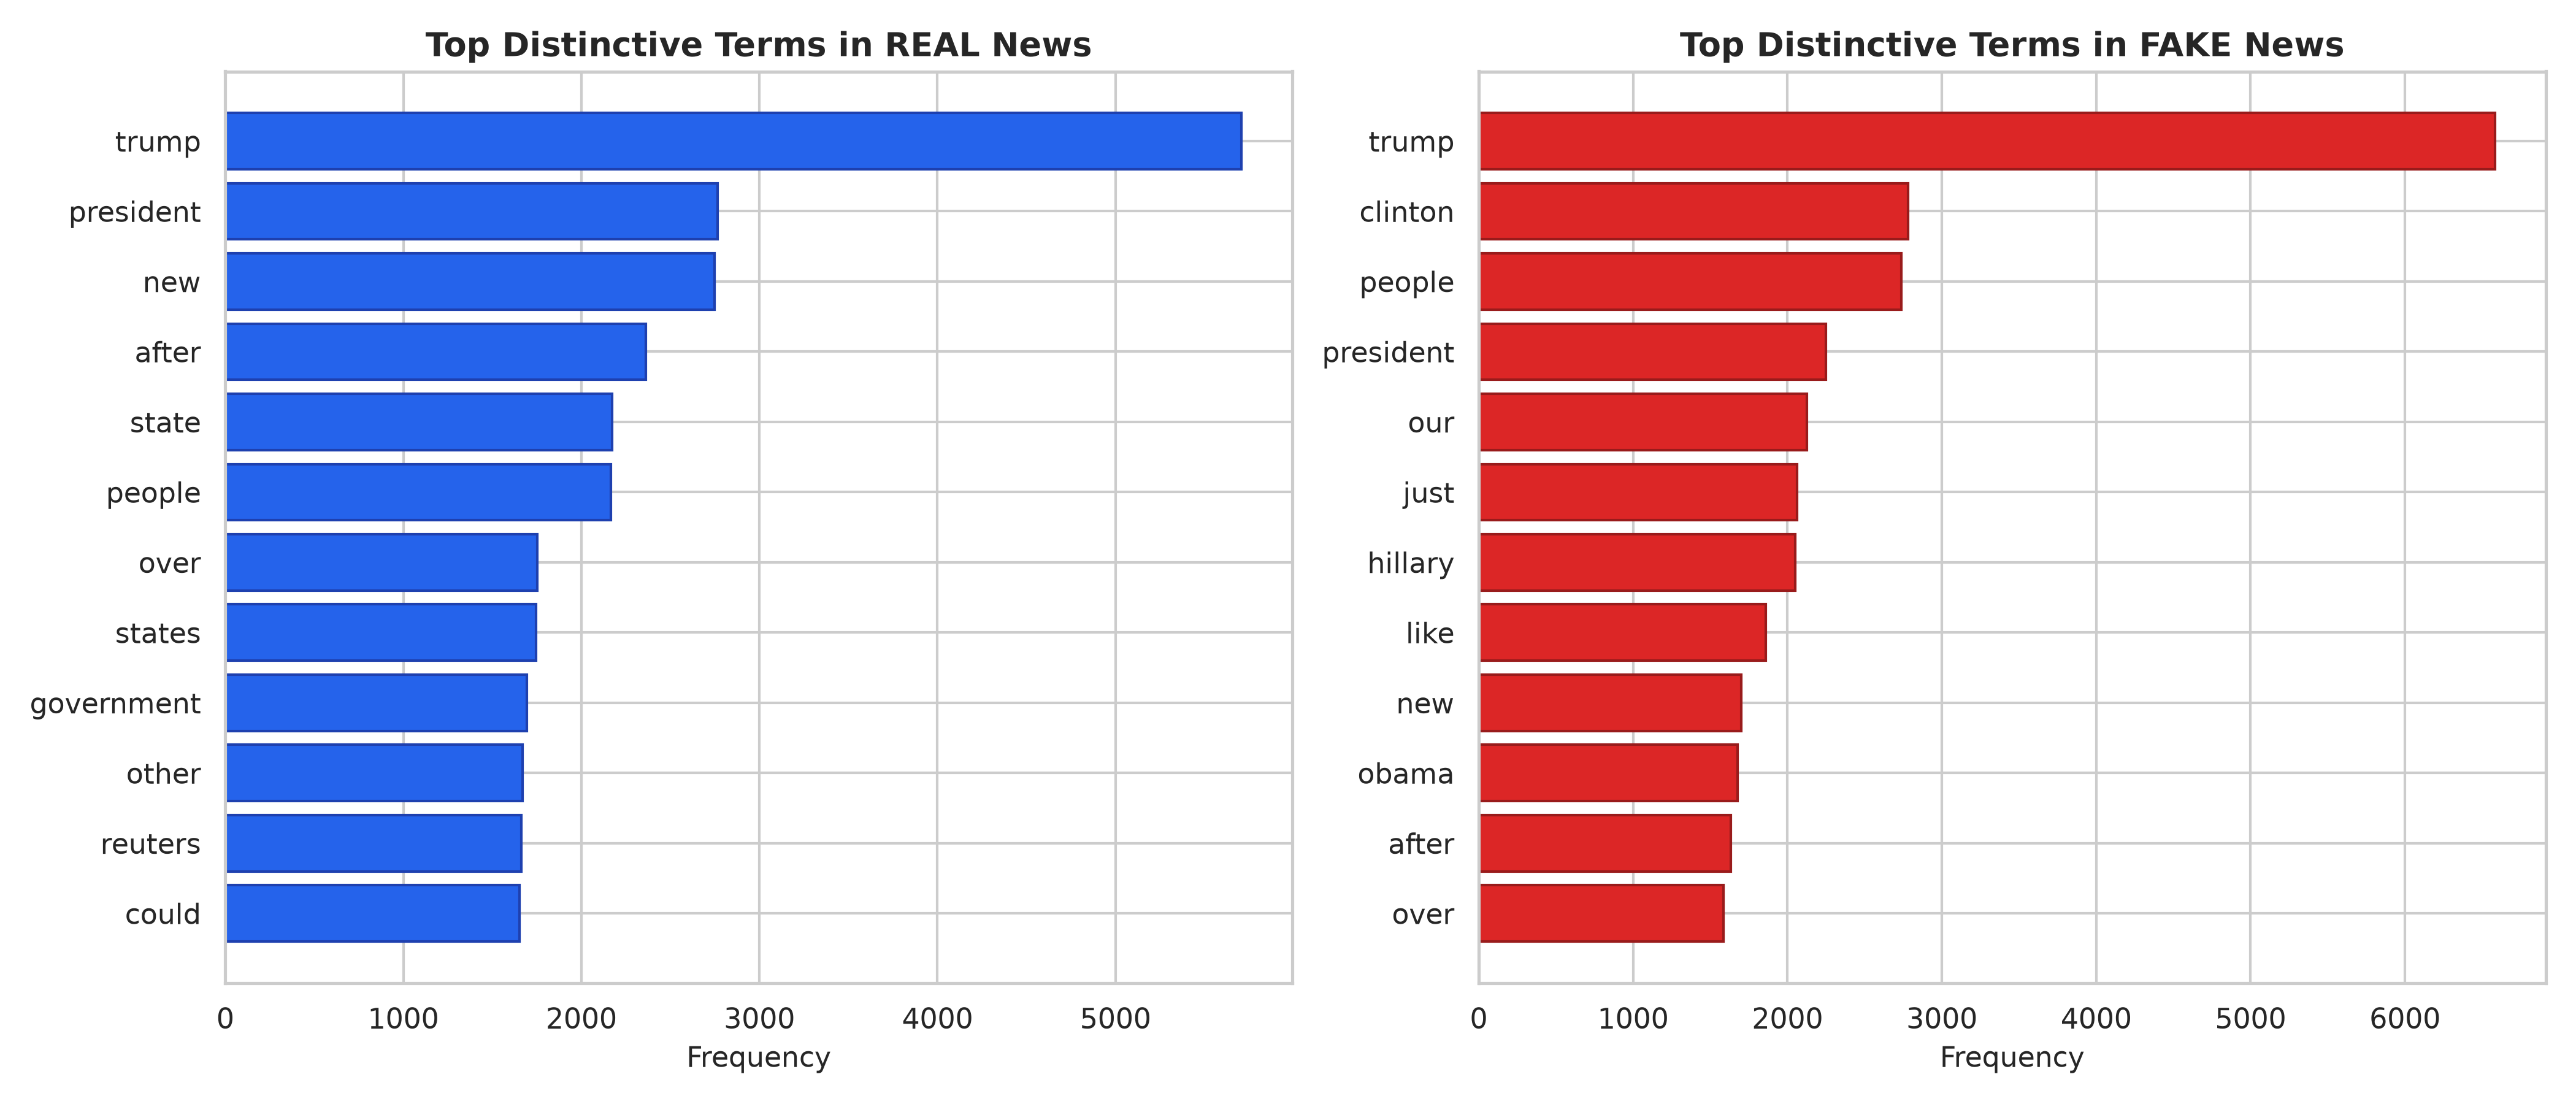 Top Distinctive Terms in REAL News
trump
president
new
after
state
people
over
states
government
other
reuters
could
0 1000 2000 3000 4000 5000
Frequency
Top Distinctive Terms in FAKE News
trump
clinton
people
president
our
just
hillary
like
new
obama
after
over
0 1000 2000 3000 4000 5000 6000
Frequency